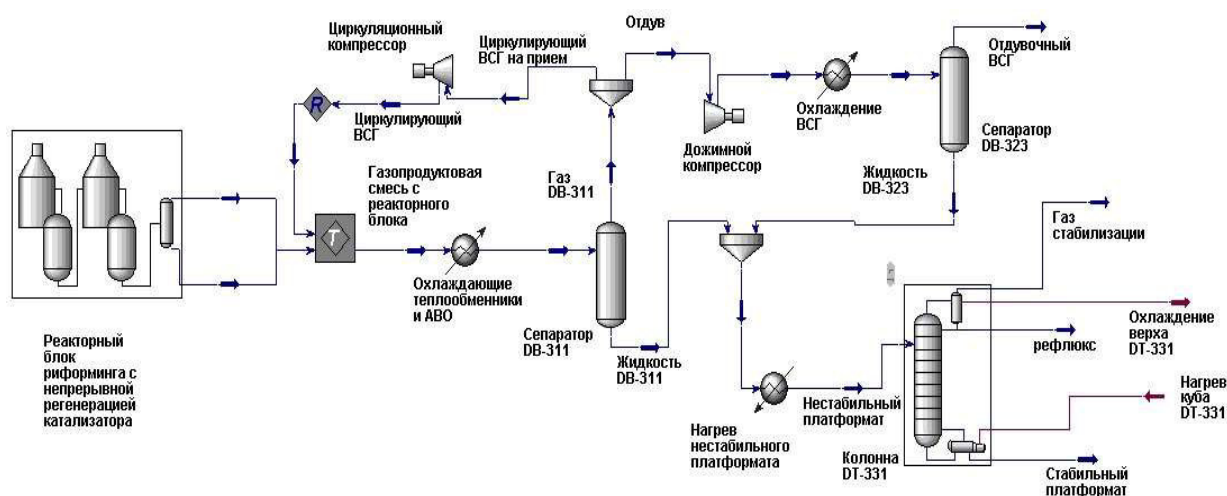 Циркуляционный
компрессор
Циркулирующий
ВСГ на прием
Отдув
Отдувочный
ВСГ
R
Циркулирующий
ВСГ
Охлаждение
ВСГ
Дожимной
компрессор
Сепаратор
DB-323
Жидкость
DB-323
Газопродуктовая
смесь с
реакторного
блока
Газ
DB-311
T
Газ
стабилизации
Охлаждающие
теплообменники
и АВО
Сепаратор
DB-311
Жидкость
DB-311
Охлаждение
верха
DT-331
рефлюкс
Реакторный
блок
риформинга с
непрерывной
регенерацией
катализатора
Нагрев
нестабильного
платформата
Нестабильный
платформат
Нагрев
куба
DT-331
Колонна
DT-331
Стабильный
платформат